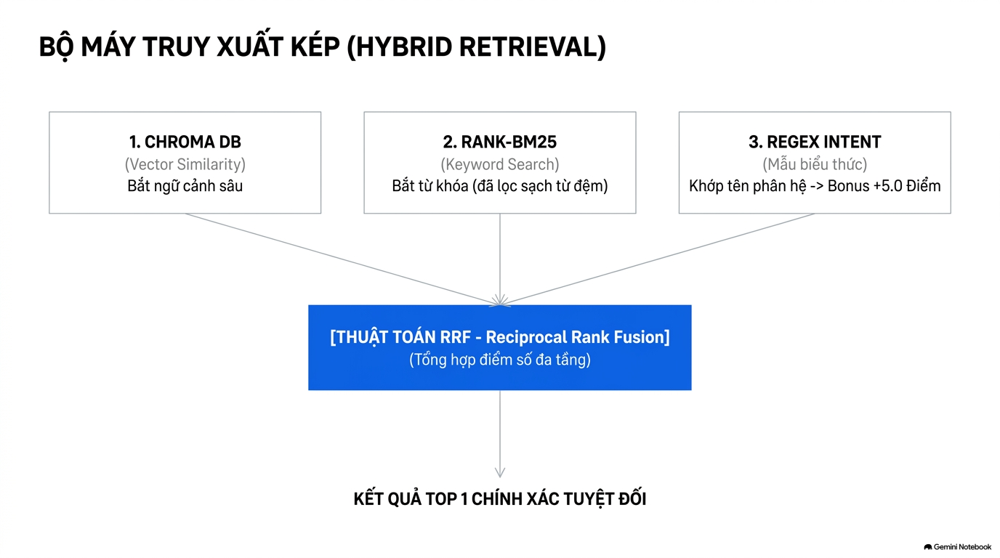 BỘ MÁY TRUY XUẤT KÉP (HYBRID RETRIEVAL)
1. CHROMA DB
(Vector Similarity)
Bắt ngữ cảnh sâu
2. RANK-BM25
(Keyword Search)
Bắt từ khóa (đã lọc sạch từ đệm)
3. REGEX INTENT
(Mẫu biểu thức)
Khớp tên phân hệ -> Bonus +5.0 Điểm
[THUẬT TOÁN RRF - Reciprocal Rank Fusion]
(Tổng hợp điểm số đa tầng)
KẾT QUẢ TOP 1 CHÍNH XÁC TUYỆT ĐỐI
Gemini Notebook